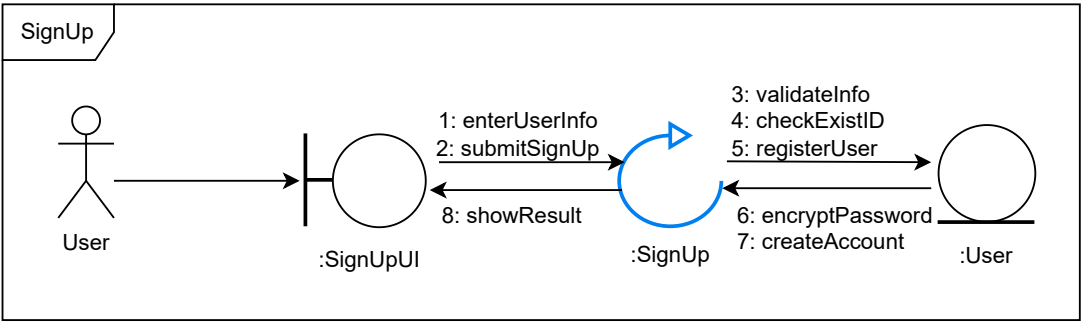 SignUp
1: enterUserInfo
2: submitSignUp
3: validateInfo
4: checkExistID
5: registerUser
8: showResult
6: encryptPassword
7: createAccount
User
:SignUpUI
:SignUp
:User